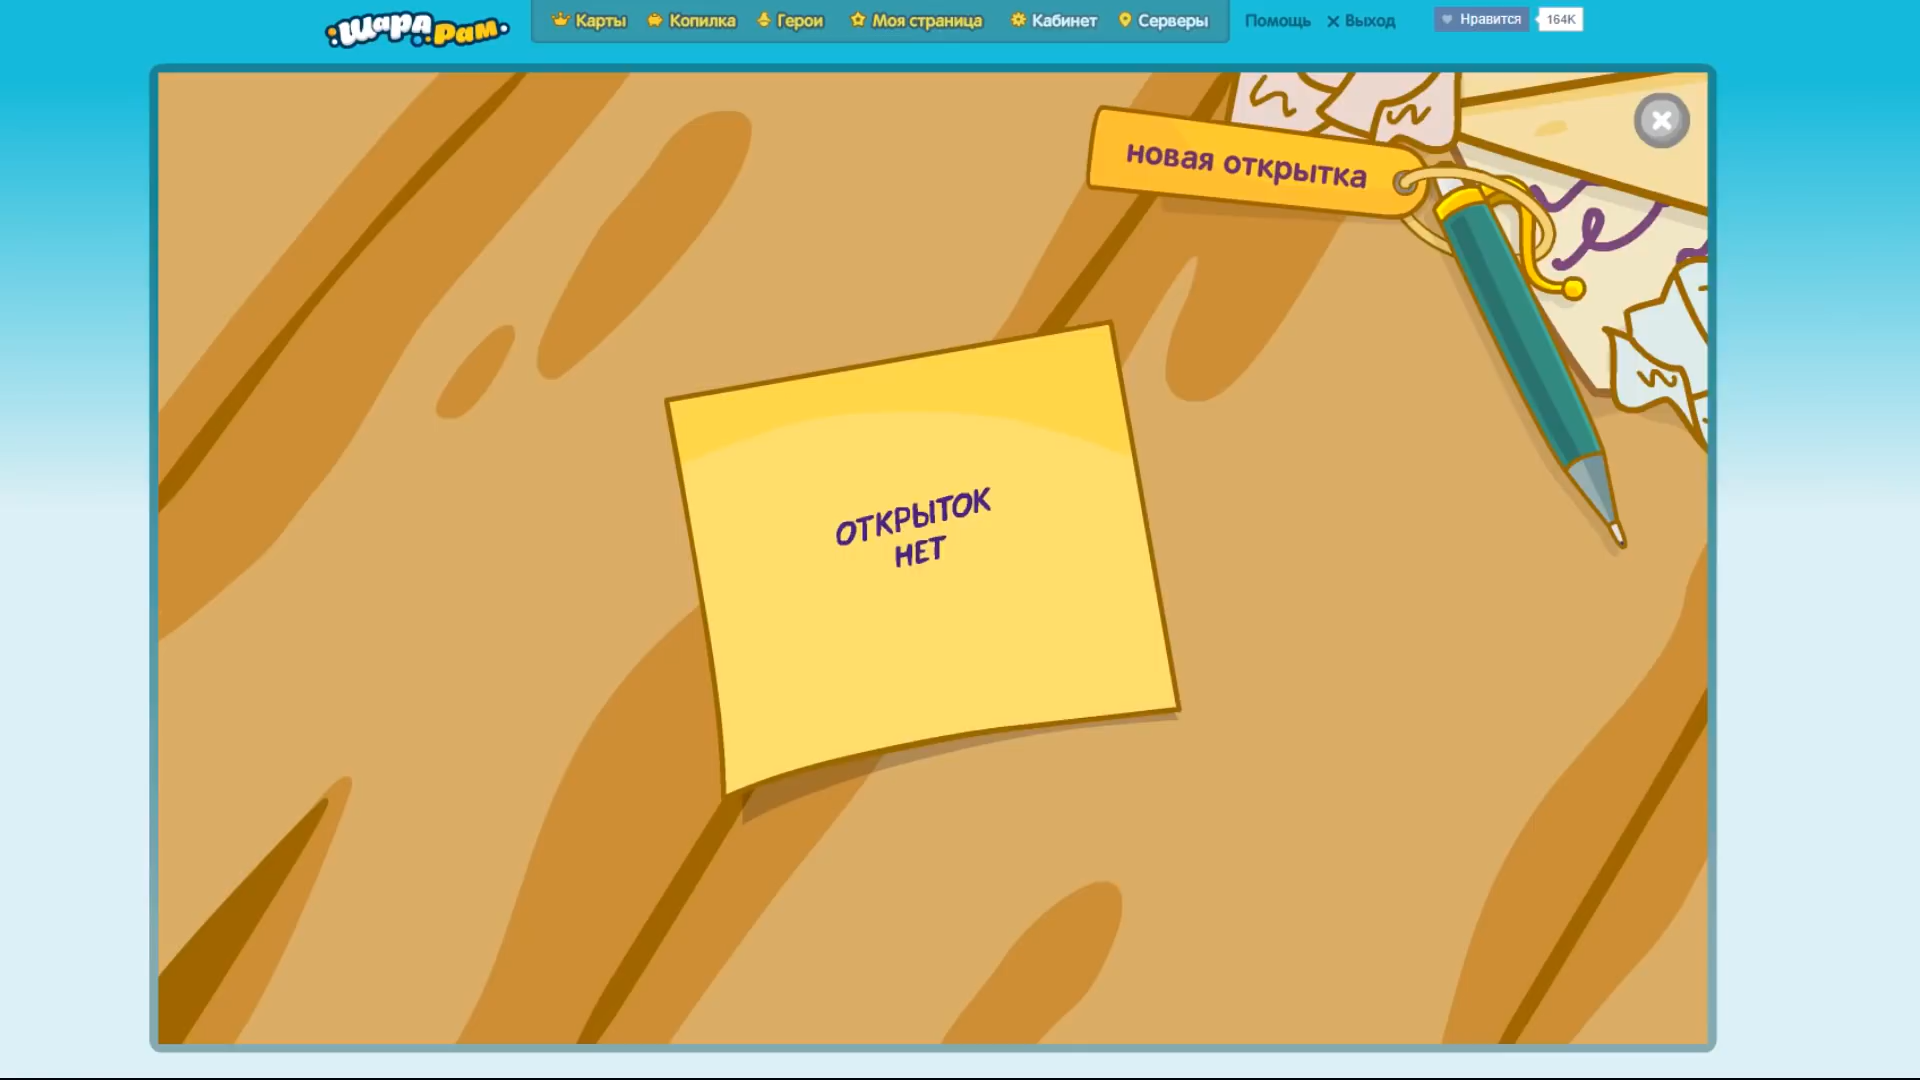 Шарарам
Карты
Копилка
Герои
Моя страница
Кабинет
Серверы
Помощь
Выход
Нравится
164K
новая открытка
ОТКРЫТОК
НЕТ